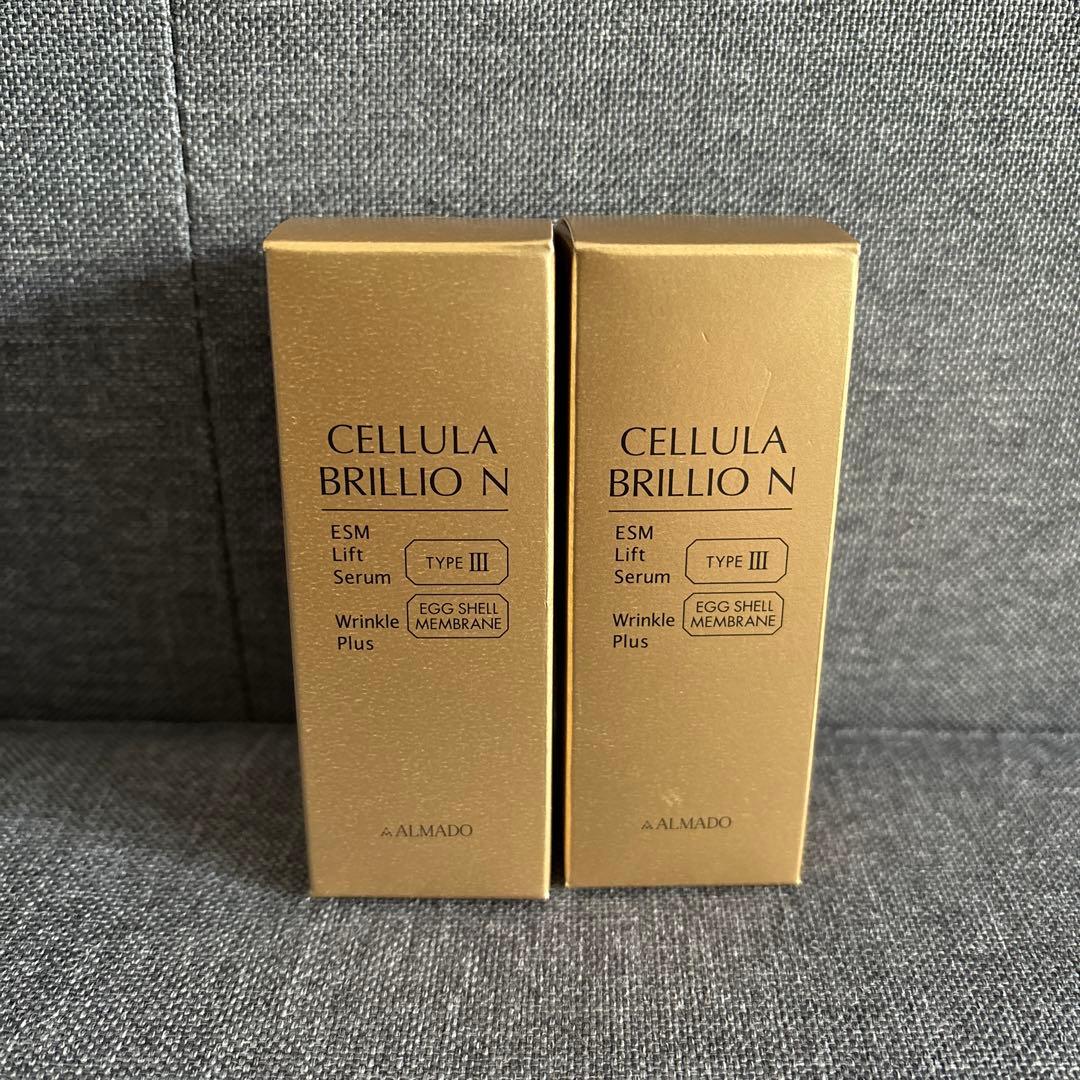 CELLULA
BRILLIO N
ESM
Lift
Serum
TYPE III
Wrinkle
Plus
EGG SHELL
MEMBRANE
ALMADO
CELLULA
BRILLIO N
ESM
Lift
Serum
TYPE III
Wrinkle
Plus
EGG SHELL
MEMBRANE
ALMADO